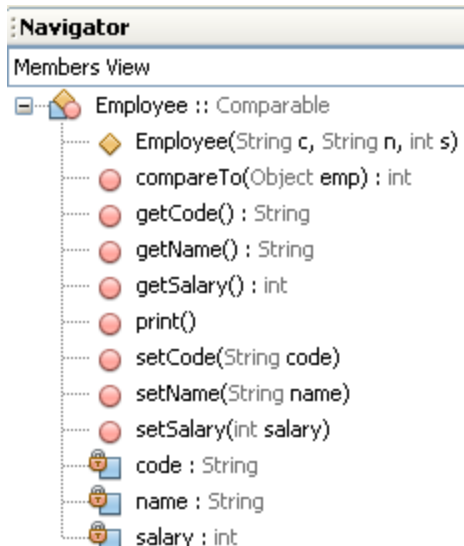 Navigator
Members View
Employee :: Comparable
Employee(String c, String n, int s)
compareTo(Object emp) : int
getCode() : String
getName() : String
getSalary() : int
print()
setCode(String code)
setName(String name)
setSalary(int salary)
code : String
name : String
salary : int